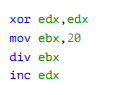 xor edx,edx
mov ebx,20
div ebx
inc edx